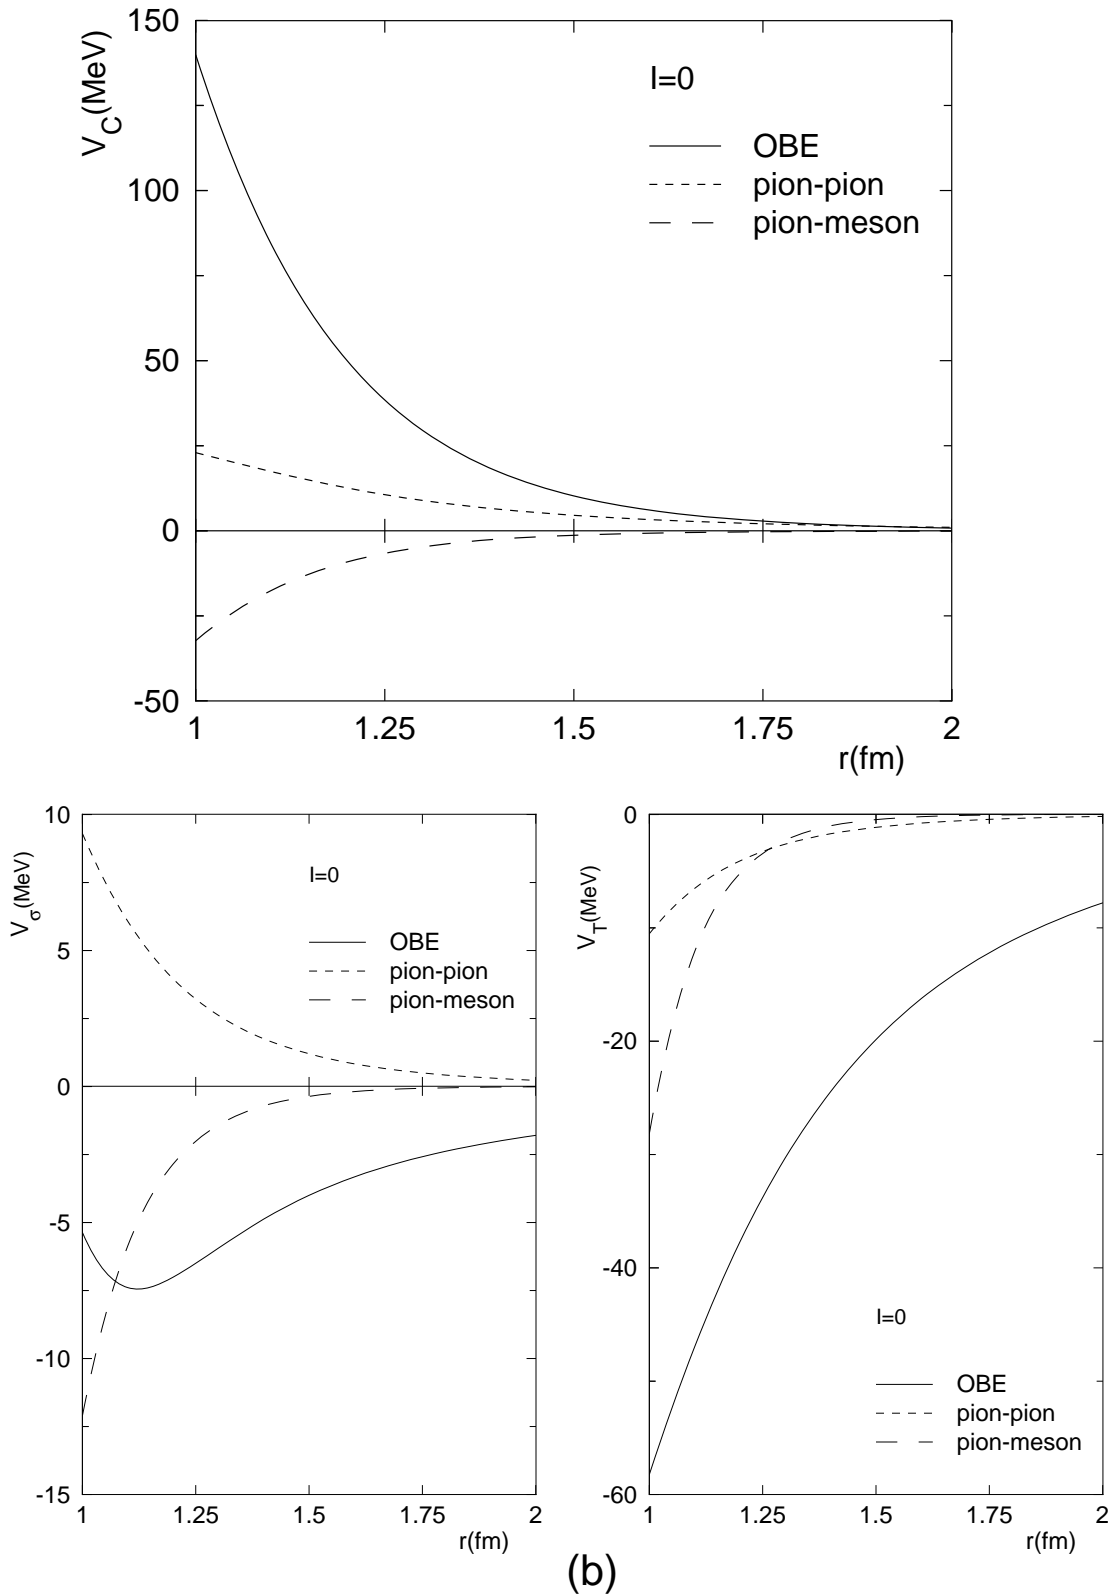 150
100
50
0
-50
V_C(MeV)
I=0
OBE
pion-pion
pion-meson
1 1.25 1.5 1.75 2
r(fm)
10
5
0
-5
-10
-15
V_σ(MeV)
I=0
OBE
pion-pion
pion-meson
1 1.25 1.5 1.75 2
r(fm)
0
-20
-40
-60
V_T(MeV)
I=0
OBE
pion-pion
pion-meson
1 1.25 1.5 1.75 2
r(fm)
(b)